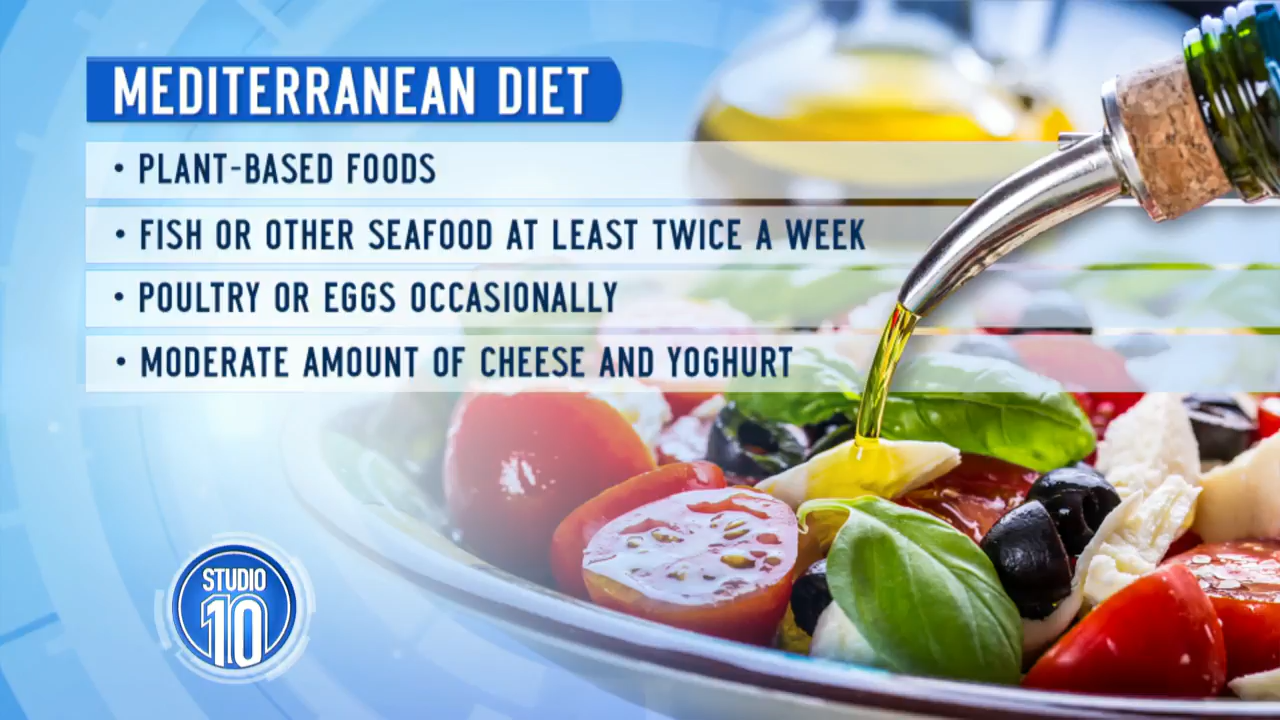 MEDITERRANEAN DIET
• PLANT-BASED FOODS
• FISH OR OTHER SEAFOOD AT LEAST TWICE A WEEK
• POULTRY OR EGGS OCCASIONALLY
• MODERATE AMOUNT OF CHEESE AND YOGHURT
STUDIO
10